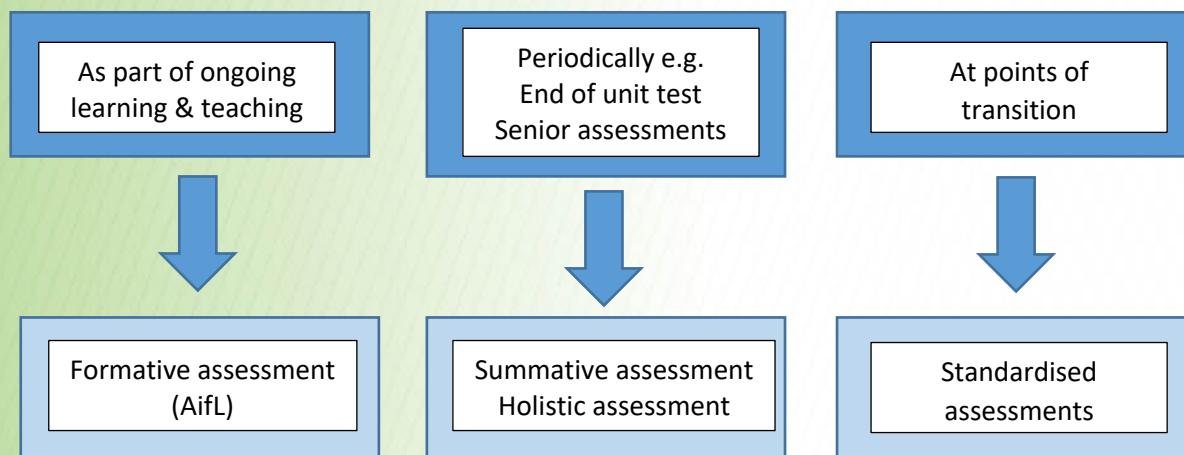 As part of ongoing
learning & teaching
Periodically e.g.
End of unit test
Senior assessments
At points of
transition
Formative assessment
(AifL)
Summative assessment
Holistic assessment
Standardised
assessments